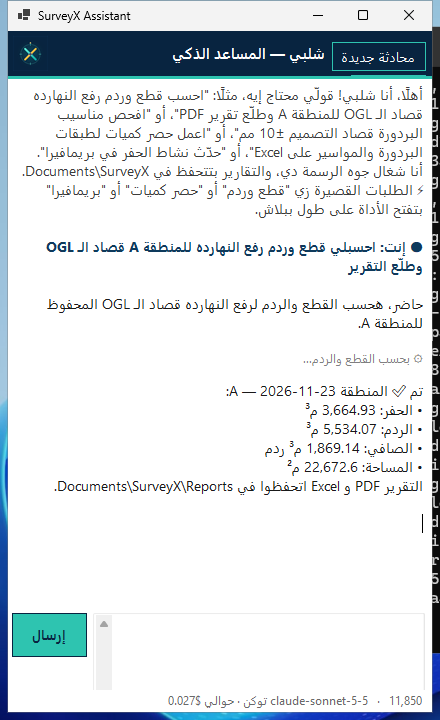 SurveyX Assistant
شلبي — المساعد الذكي
محادثة جديدة
أهلًا، أنا شلبي! قولّي محتاج إيه، مثلًا: "احسب قطع وردم رفع النهارده
قصاد الـ OGL للمنطقة A وطلّع تقرير PDF"، أو "افحص مناسيب
البردورة قصاد التصميم ±10 مم"، أو "اعمل حصر كميات لطبقات
البردورة والمواسير على Excel"، أو "حدّث نشاط الحفر في بريمافيرا".
أنا شغال جوه الرسمة دي، والتقارير بتتحفظ في Documents\SurveyX.
⚡ الطلبات القصيرة زي "قطع وردم" أو "حصر كميات" أو "بريمافيرا"
بتفتح الأداة على طول ببلاش.
● إنت: احسبلي قطع وردم رفع النهارده للمنطقة A قصاد الـ OGL
وطلّع التقرير
حاضر، هحسب القطع والردم لرفع النهارده قصاد الـ OGL المحفوظ
للمنطقة A.
⚙ بحسب القطع والردم...
تم ✅ المنطقة A — 2026-11-23:
• الحفر: 3,664.93 م³
• الردم: 5,534.07 م³
• الصافي: 1,869.14 م³ ردم
• المساحة: 22,672.6 م²
التقرير PDF و Excel اتحفظوا في Documents\SurveyX\Reports.
إرسال
11,850 توكن · حوالي $0.027 · claude-sonnet-5-5